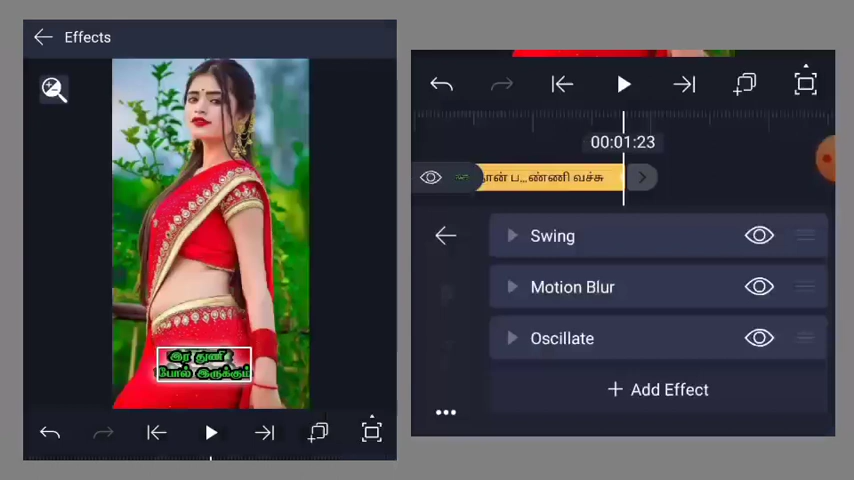 Effects
இர துணி
போல் இருக்கும்
00:01:23
நான் ப...ண்ணி வச்சு
Swing
Motion Blur
Oscillate
+ Add Effect